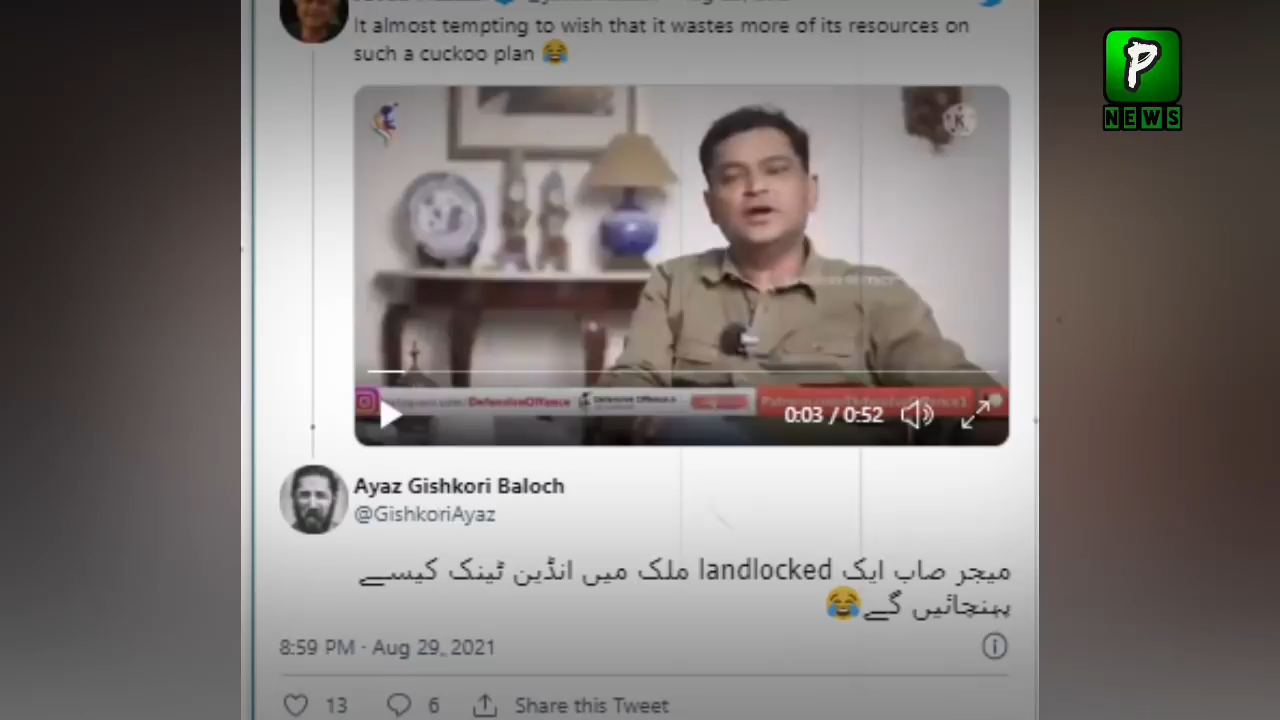 It almost tempting to wish that it wastes more of its resources on
such a cuckoo plan 😂
P
NEWS
K
DefensionOffence
0:03 / 0:52
Ayaz Gishkori Baloch
@GishkoriAyaz
میجر صاب ایک landlocked ملک میں انڈین ٹینک کیسے
پہنچائیں گے😂
8:59 PM · Aug 29, 2021
13
6
Share this Tweet